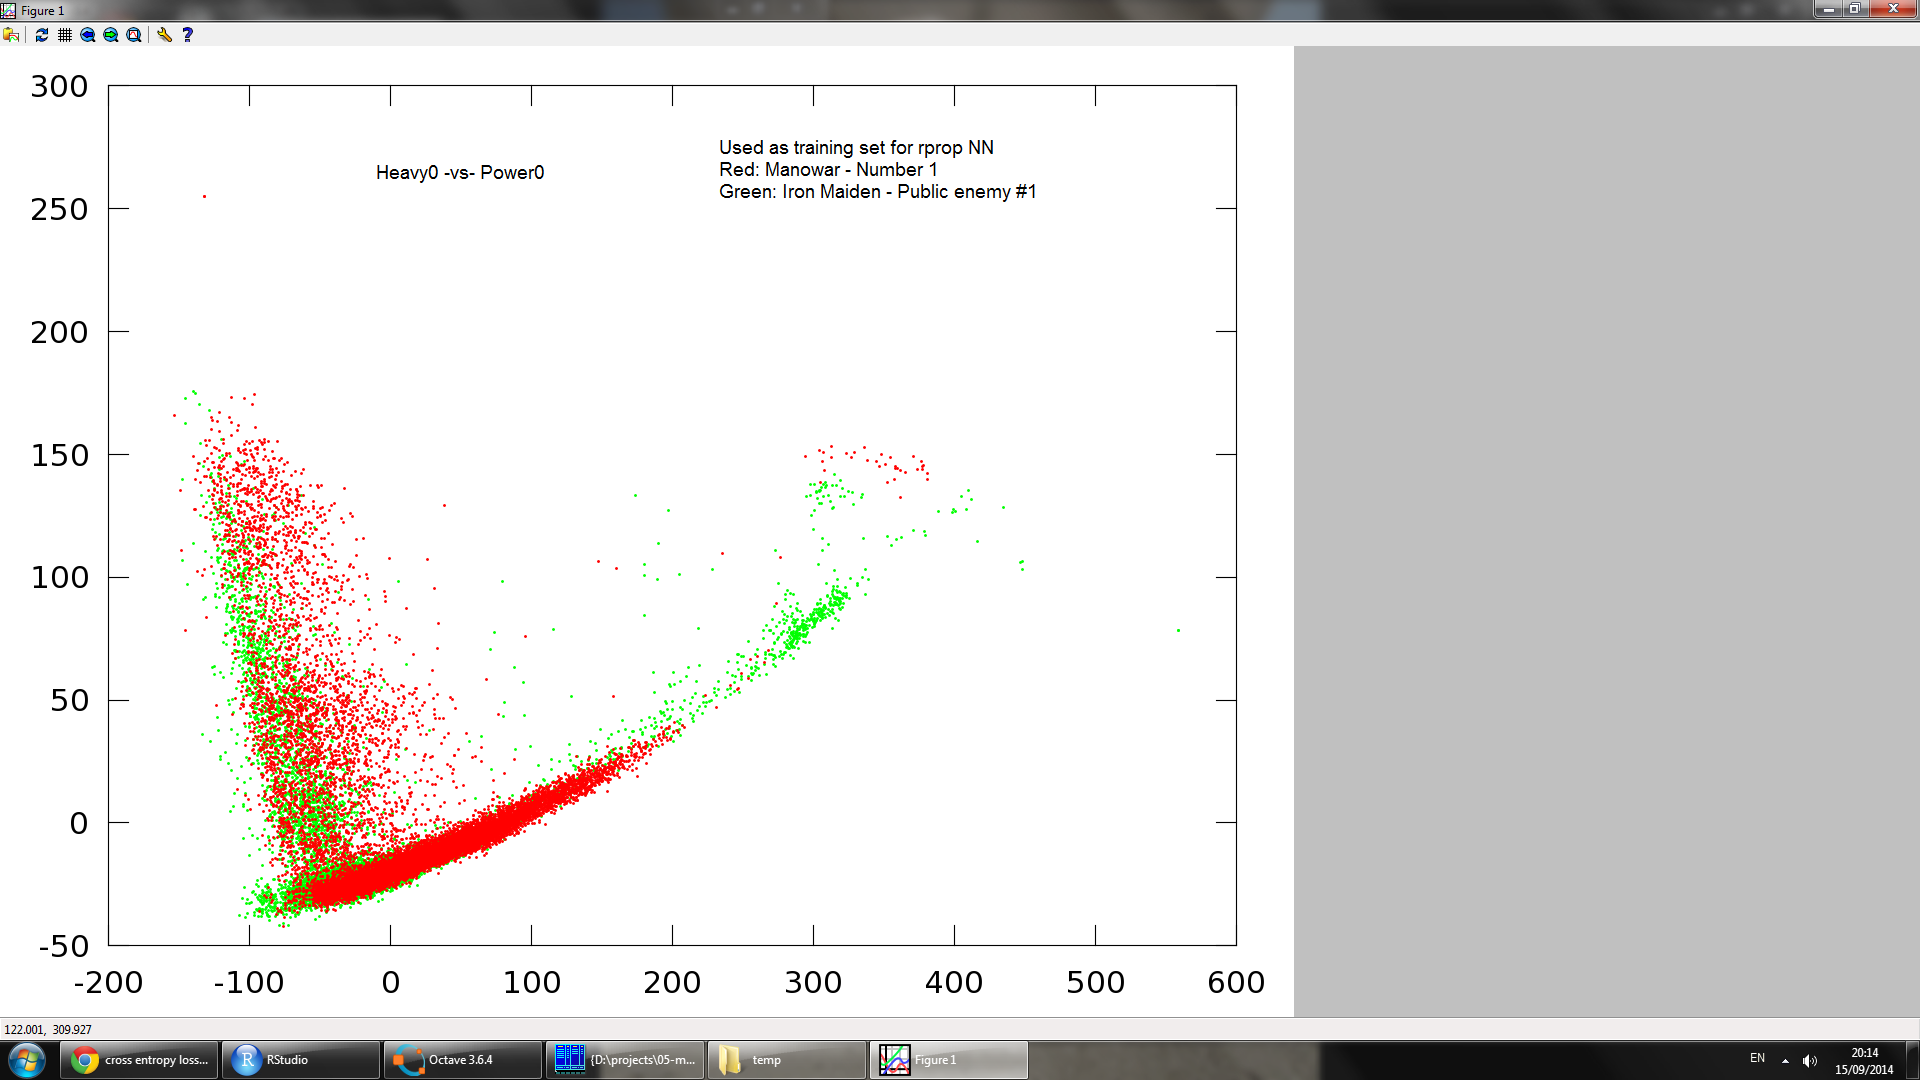 Figure 1
300
250
200
150
100
50
0
-50
-200 -100 0 100 200 300 400 500 600
Heavy0 -vs- Power0
Used as training set for rprop NN
Red: Manowar - Number 1
Green: Iron Maiden - Public enemy #1
122.001, 309.927
cross entropy loss...
RStudio
Octave 3.6.4
{D:\projects\05-m...
temp
Figure 1
EN
20:14
15/09/2014